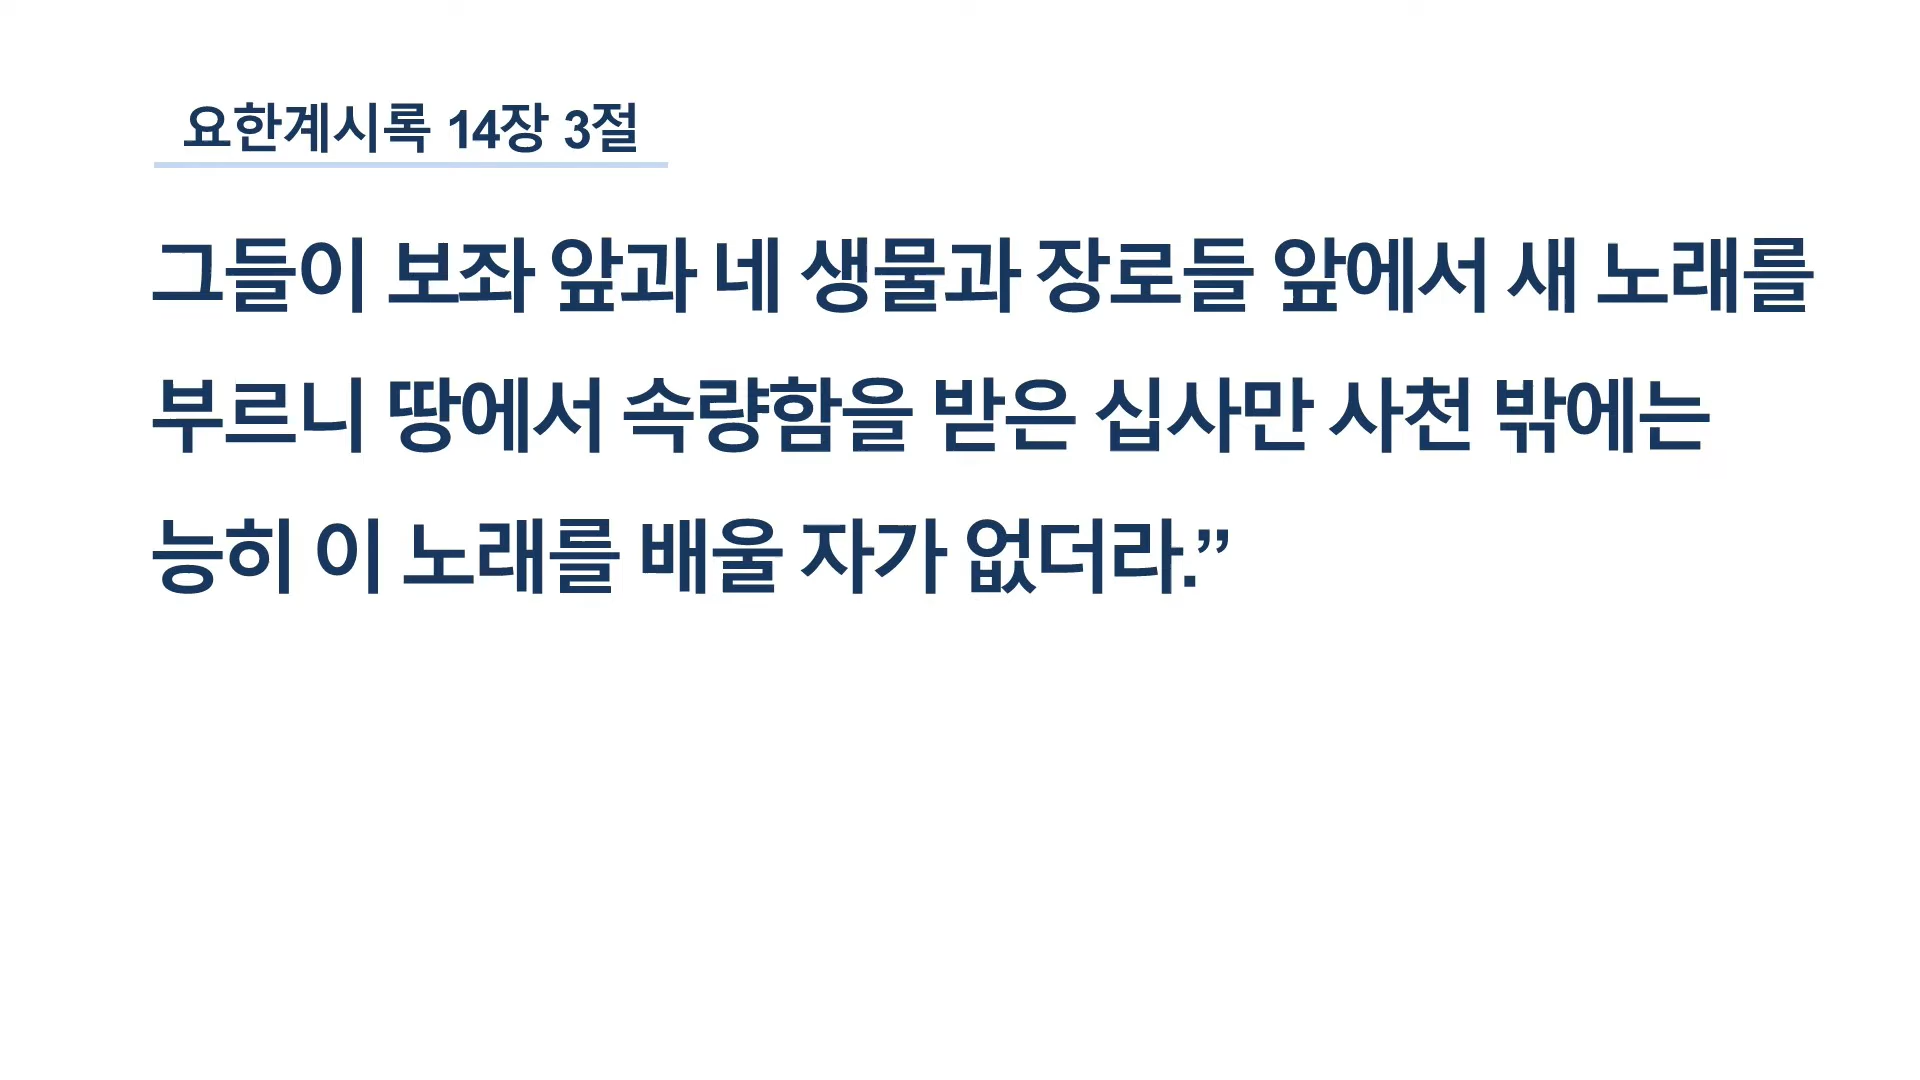 요한계시록 14장 3절
그들이 보좌 앞과 네 생물과 장로들 앞에서 새 노래를
부르니 땅에서 속량함을 받은 십사만 사천 밖에는
능히 이 노래를 배울 자가 없더라.”